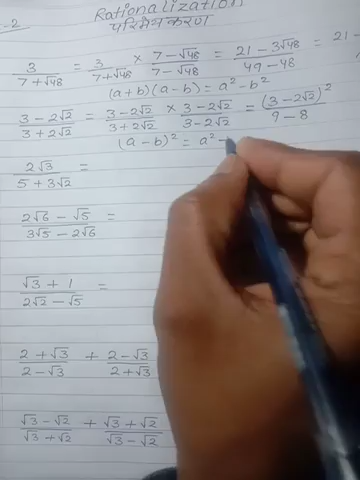 -2 Rationalization
परिमेयकरण
3/(7+√48) = 3/(7+√48) × (7-√48)/(7-√48) = (21-3√48)/(49-48) = 21-
(a+b)(a-b) = a²-b²
(3-2√2)/(3+2√2) = (3-2√2)/(3+2√2) × (3-2√2)/(3-2√2) = (3-2√2)²/(9-8)
(a-b)² = a²-
2√3/(5+3√2) =
(2√6-√5)/(3√5-2√6) =
(√3+1)/(2√2-√5) =
(2+√3)/(2-√3) + (2-√3)/(2+√3)
(√3-√2)/(√3+√2) + (√3+√2)/(√3-√2)